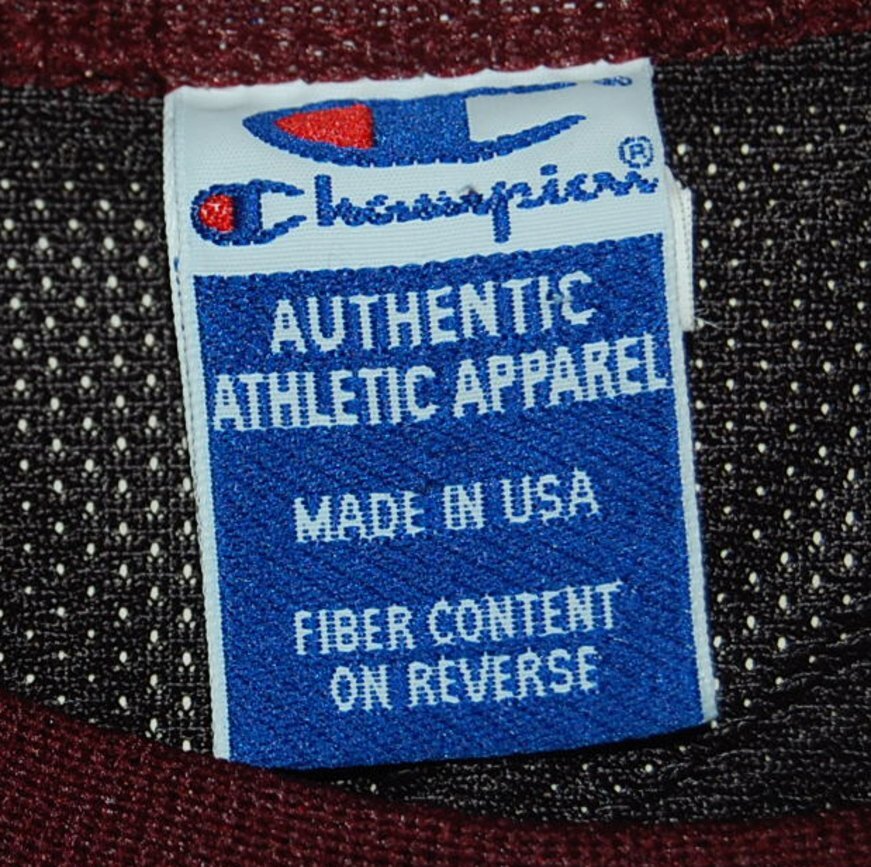 Champion®
AUTHENTIC
ATHLETIC APPAREL
MADE IN USA
FIBER CONTENT
ON REVERSE